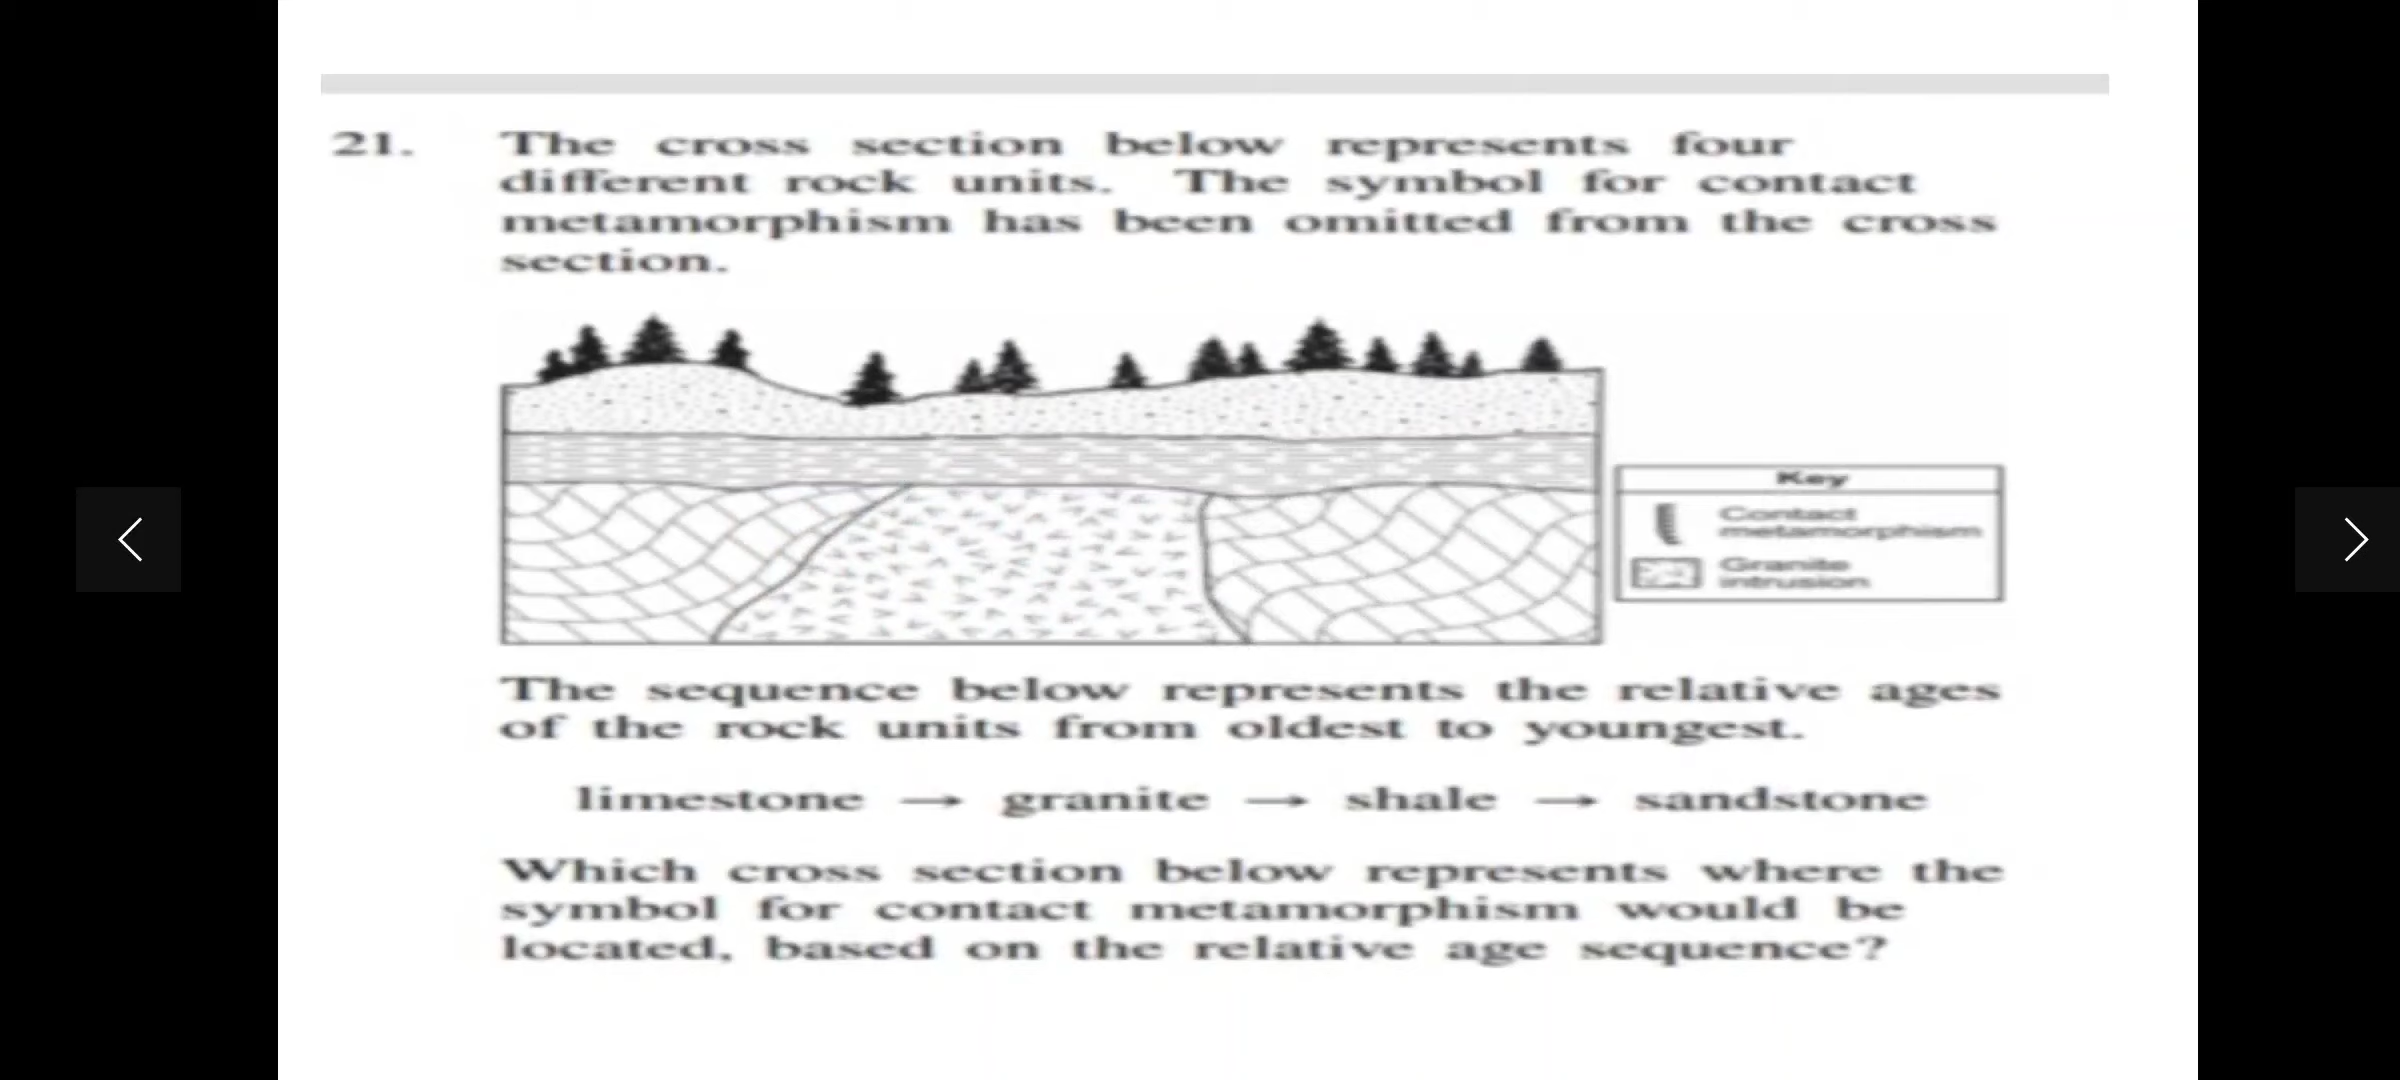 21. The cross section below represents four
different rock units. The symbol for contact
metamorphism has been omitted from the cross
section.
Key
Contact
metamorphism
Granite
intrusion
The sequence below represents the relative ages
of the rock units from oldest to youngest.
limestone → granite → shale → sandstone
Which cross section below represents where the
symbol for contact metamorphism would be
located, based on the relative age sequence?